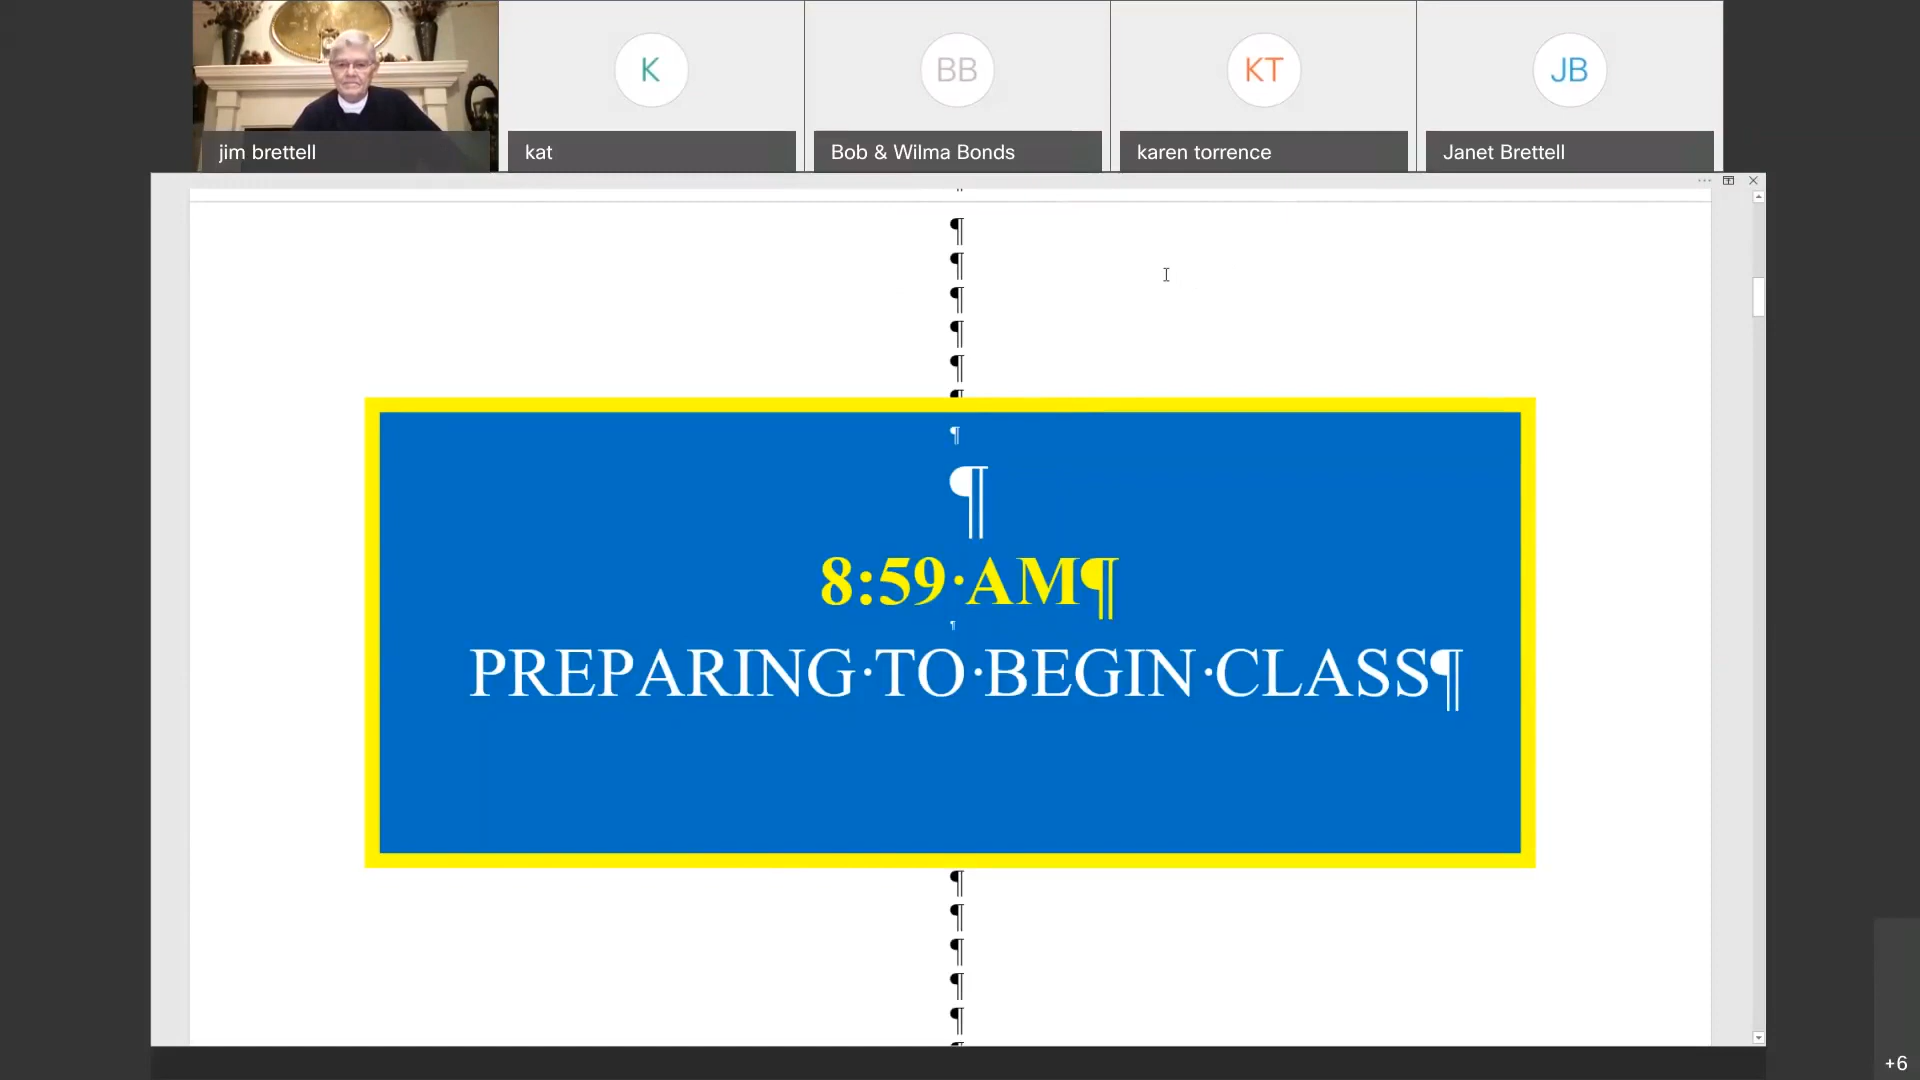 K
BB
KT
JB
jim brettell
kat
Bob & Wilma Bonds
karen torrence
Janet Brettell
¶
¶
¶
¶
¶
¶
¶
¶
8:59·AM¶
¶
PREPARING·TO·BEGIN·CLASS¶
¶
¶
¶
¶
¶
¶
+6